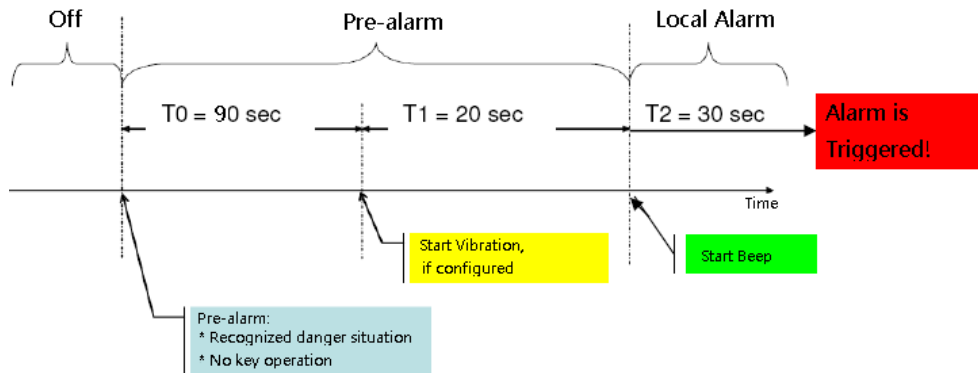 Off
Pre-alarm
Local Alarm
T0 = 90 sec
T1 = 20 sec
T2 = 30 sec
Alarm is
Triggered!
Time
Start Vibration,
if configured
Start Beep
Pre-alarm:
* Recognized danger situation
* No key operation